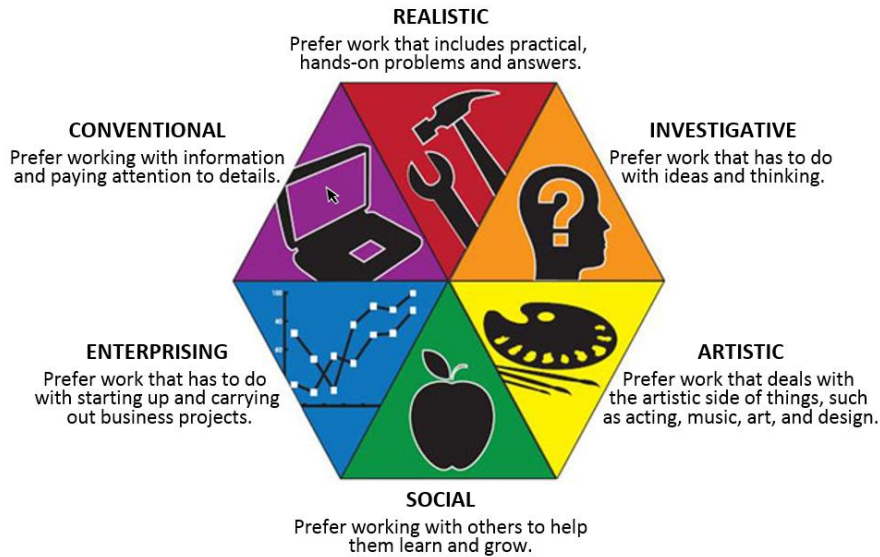 REALISTIC
Prefer work that includes practical,
hands-on problems and answers.
CONVENTIONAL
Prefer working with information
and paying attention to details.
INVESTIGATIVE
Prefer work that has to do
with ideas and thinking.
?
100
80
60
ENTERPRISING
Prefer work that has to do
with starting up and carrying
out business projects.
ARTISTIC
Prefer work that deals with
the artistic side of things, such
as acting, music, art, and design.
SOCIAL
Prefer working with others to help
them learn and grow.